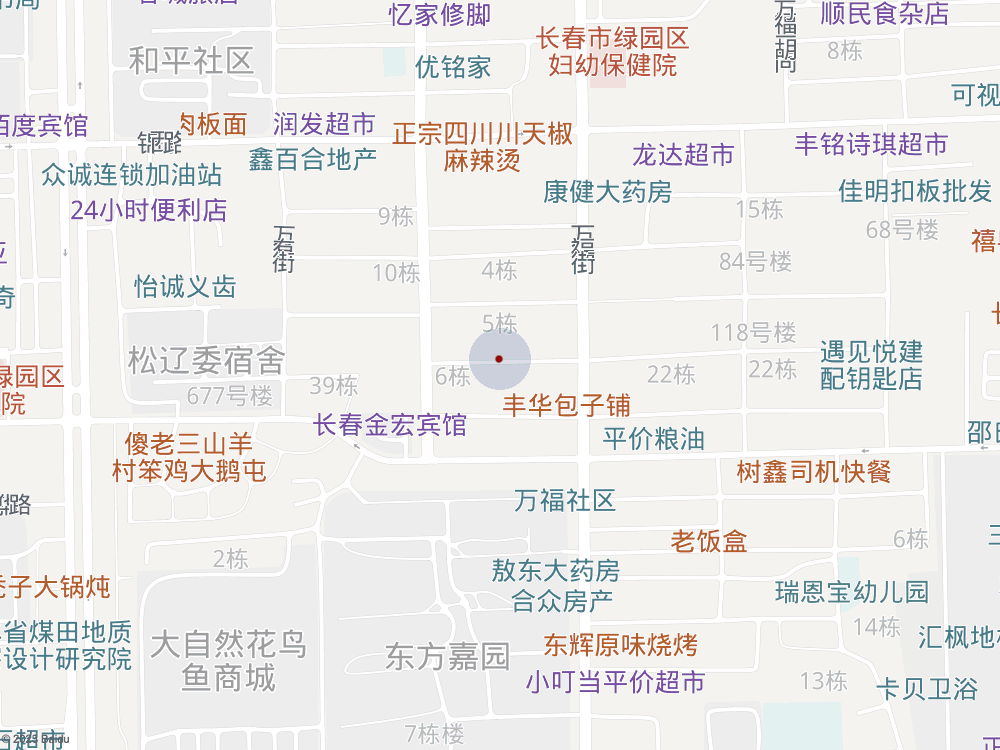 忆家修脚
顺民食杂店
万福胡同
长春市绿园区
妇幼保健院
8栋
和平社区
优铭家
可视
百度宾馆
肉板面
润发超市
正宗四川川天椒
麻辣烫
龙达超市
丰铭诗琪超市
众诚连锁加油站
鑫百合地产
24小时便利店
康健大药房
佳明扣板批发
9栋
15栋
68号楼
万福街
禧
10栋
4栋
84号楼
怡诚义齿
奇
5栋
118号楼
松辽委宿舍
遇见悦建
配钥匙店
绿园区
院
677号楼
39栋
6栋
22栋
22栋
丰华包子铺
长春金宏宾馆
平价粮油
傻老三山羊
村笨鸡大鹅屯
树鑫司机快餐
万福社区
路
老饭盒
6栋
2栋
敖东大药房
合众房产
子大锅炖
瑞恩宝幼儿园
省煤田地质
设计研究院
大自然花鸟
鱼商城
东方嘉园
东辉原味烧烤
14栋
汇枫地板
小叮当平价超市
13栋
卡贝卫浴
7栋楼
百超市
© 2023 Baidu